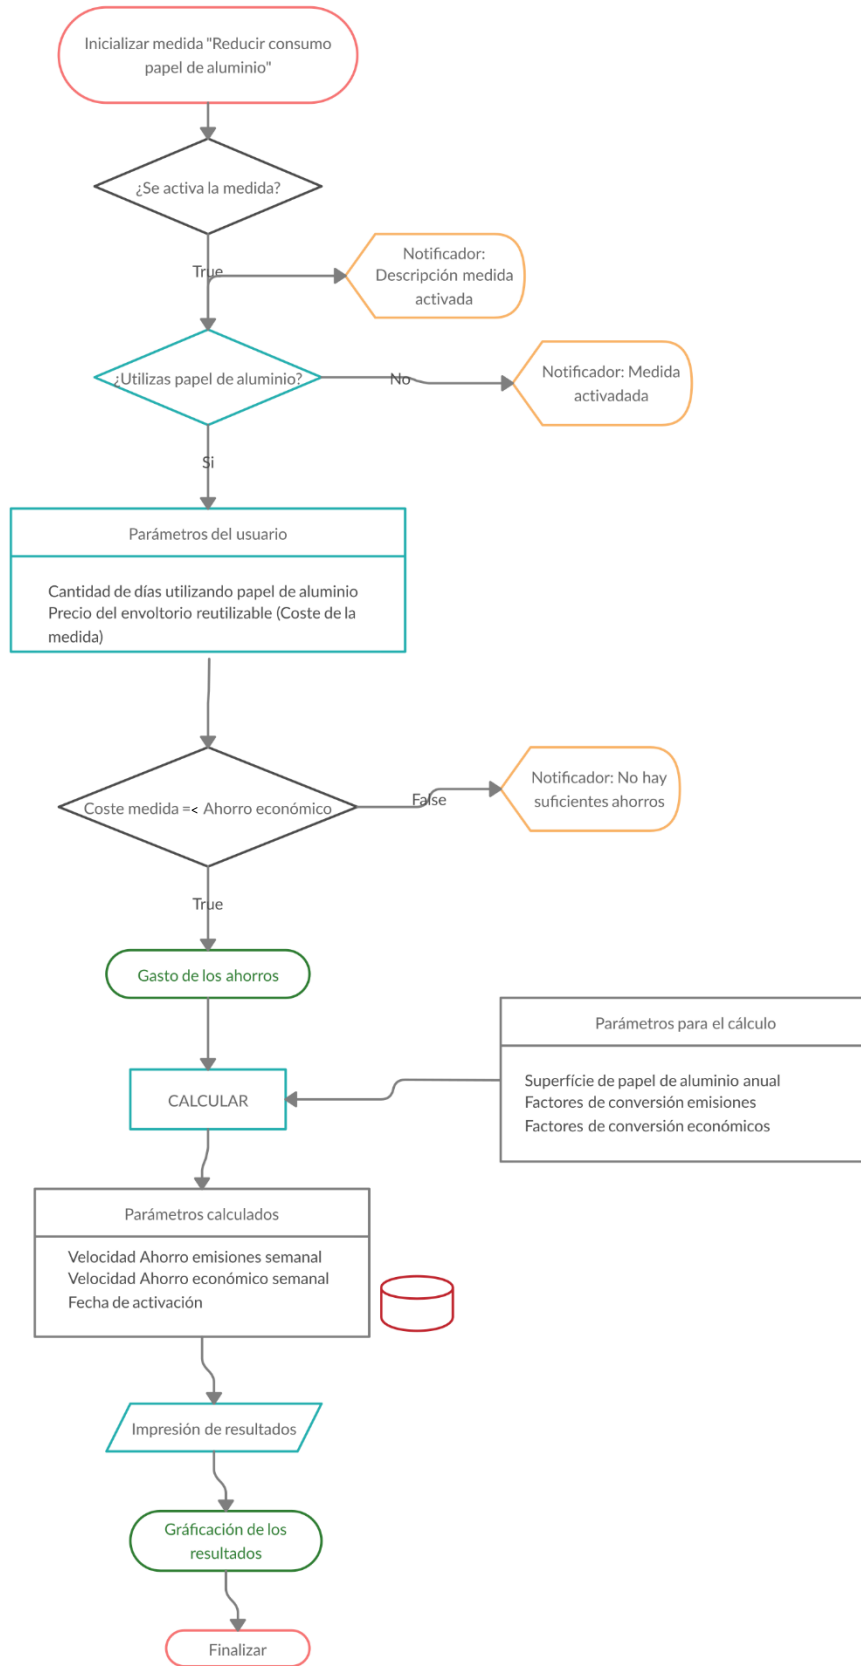 Inicializar medida "Reducir consumo
papel de aluminio"
¿Se activa la medida?
True
Notificador:
Descripción medida
activada
¿Utilizas papel de aluminio?
No
Notificador: Medida
activadada
Si
Parámetros del usuario
Cantidad de días utilizando papel de aluminio
Precio del envoltorio reutilizable (Coste de la
medida)
Coste medida =< Ahorro económico
False
Notificador: No hay
suficientes ahorros
True
Gasto de los ahorros
Parámetros para el cálculo
Superfície de papel de aluminio anual
Factores de conversión emisiones
Factores de conversión económicos
CALCULAR
Parámetros calculados
Velocidad Ahorro emisiones semanal
Velocidad Ahorro económico semanal
Fecha de activación
Impresión de resultados
Gráficación de los
resultados
Finalizar